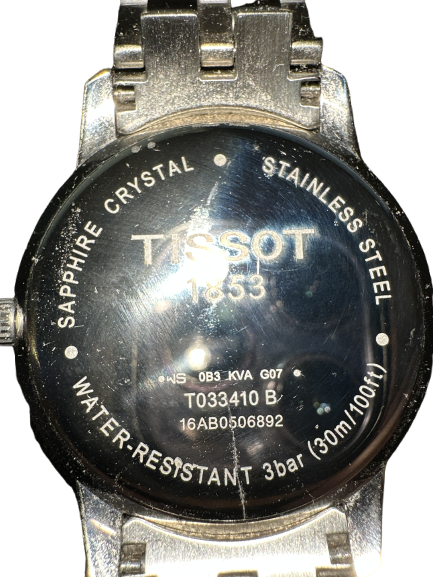 SAPPHIRE CRYSTAL • STAINLESS STEEL •
TISSOT
1853
0B3 KVA G07 •
T033410 B
16AB0506892
WATER-RESISTANT 3bar (30m/100ft)